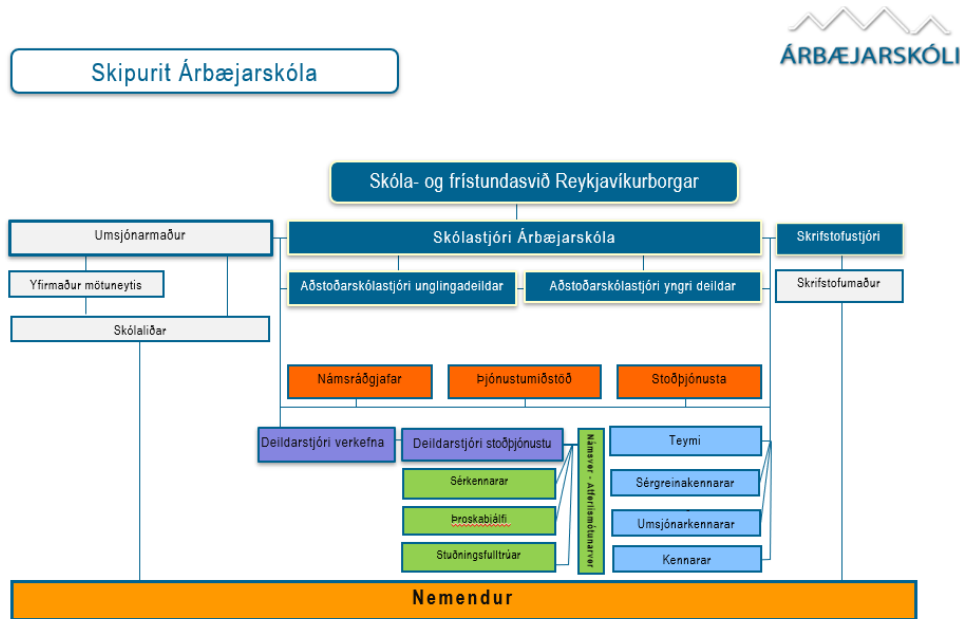 ÁRBÆJARSKÓLI
Skipurit Árbæjarskóla
Skóla- og frístundasvið Reykjavíkurborgar
Umsjónarmaður
Skólastjóri Árbæjarskóla
Skrifstofustjóri
Yfirmaður mötuneytis
Aðstoðarskólastjóri unglingadeildar
Aðstoðarskólastjóri yngri deildar
Skrifstofumaður
Skólaliðar
Námsráðgjafar
Þjónustumiðstöð
Stoðþjónusta
Deildarstjóri verkefna
Deildarstjóri stoðþjónustu
Námsver - Atferlismótunarver
Teymi
Sérkennarar
Sérgreinakennarar
Þroskaþjálfi
Umsjónarkennarar
Stuðningsfulltrúar
Kennarar
Nemendur